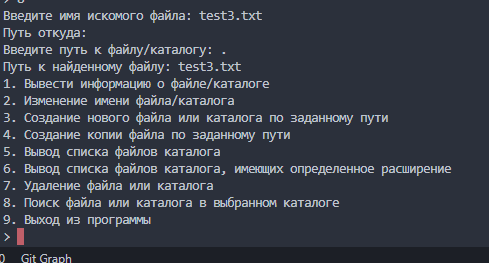 Введите имя искомого файла: test3.txt
Путь откуда:
Введите путь к файлу/каталогу: .
Путь к найденному файлу: test3.txt
1. Вывести информацию о файле/каталоге
2. Изменение имени файла/каталога
3. Создание нового файла или каталога по заданному пути
4. Создание копии файла по заданному пути
5. Вывод списка файлов каталога
6. Вывод списка файлов каталога, имеющих определенное расширение
7. Удаление файла или каталога
8. Поиск файла или каталога в выбранном каталоге
9. Выход из программы
>
0 Git Graph